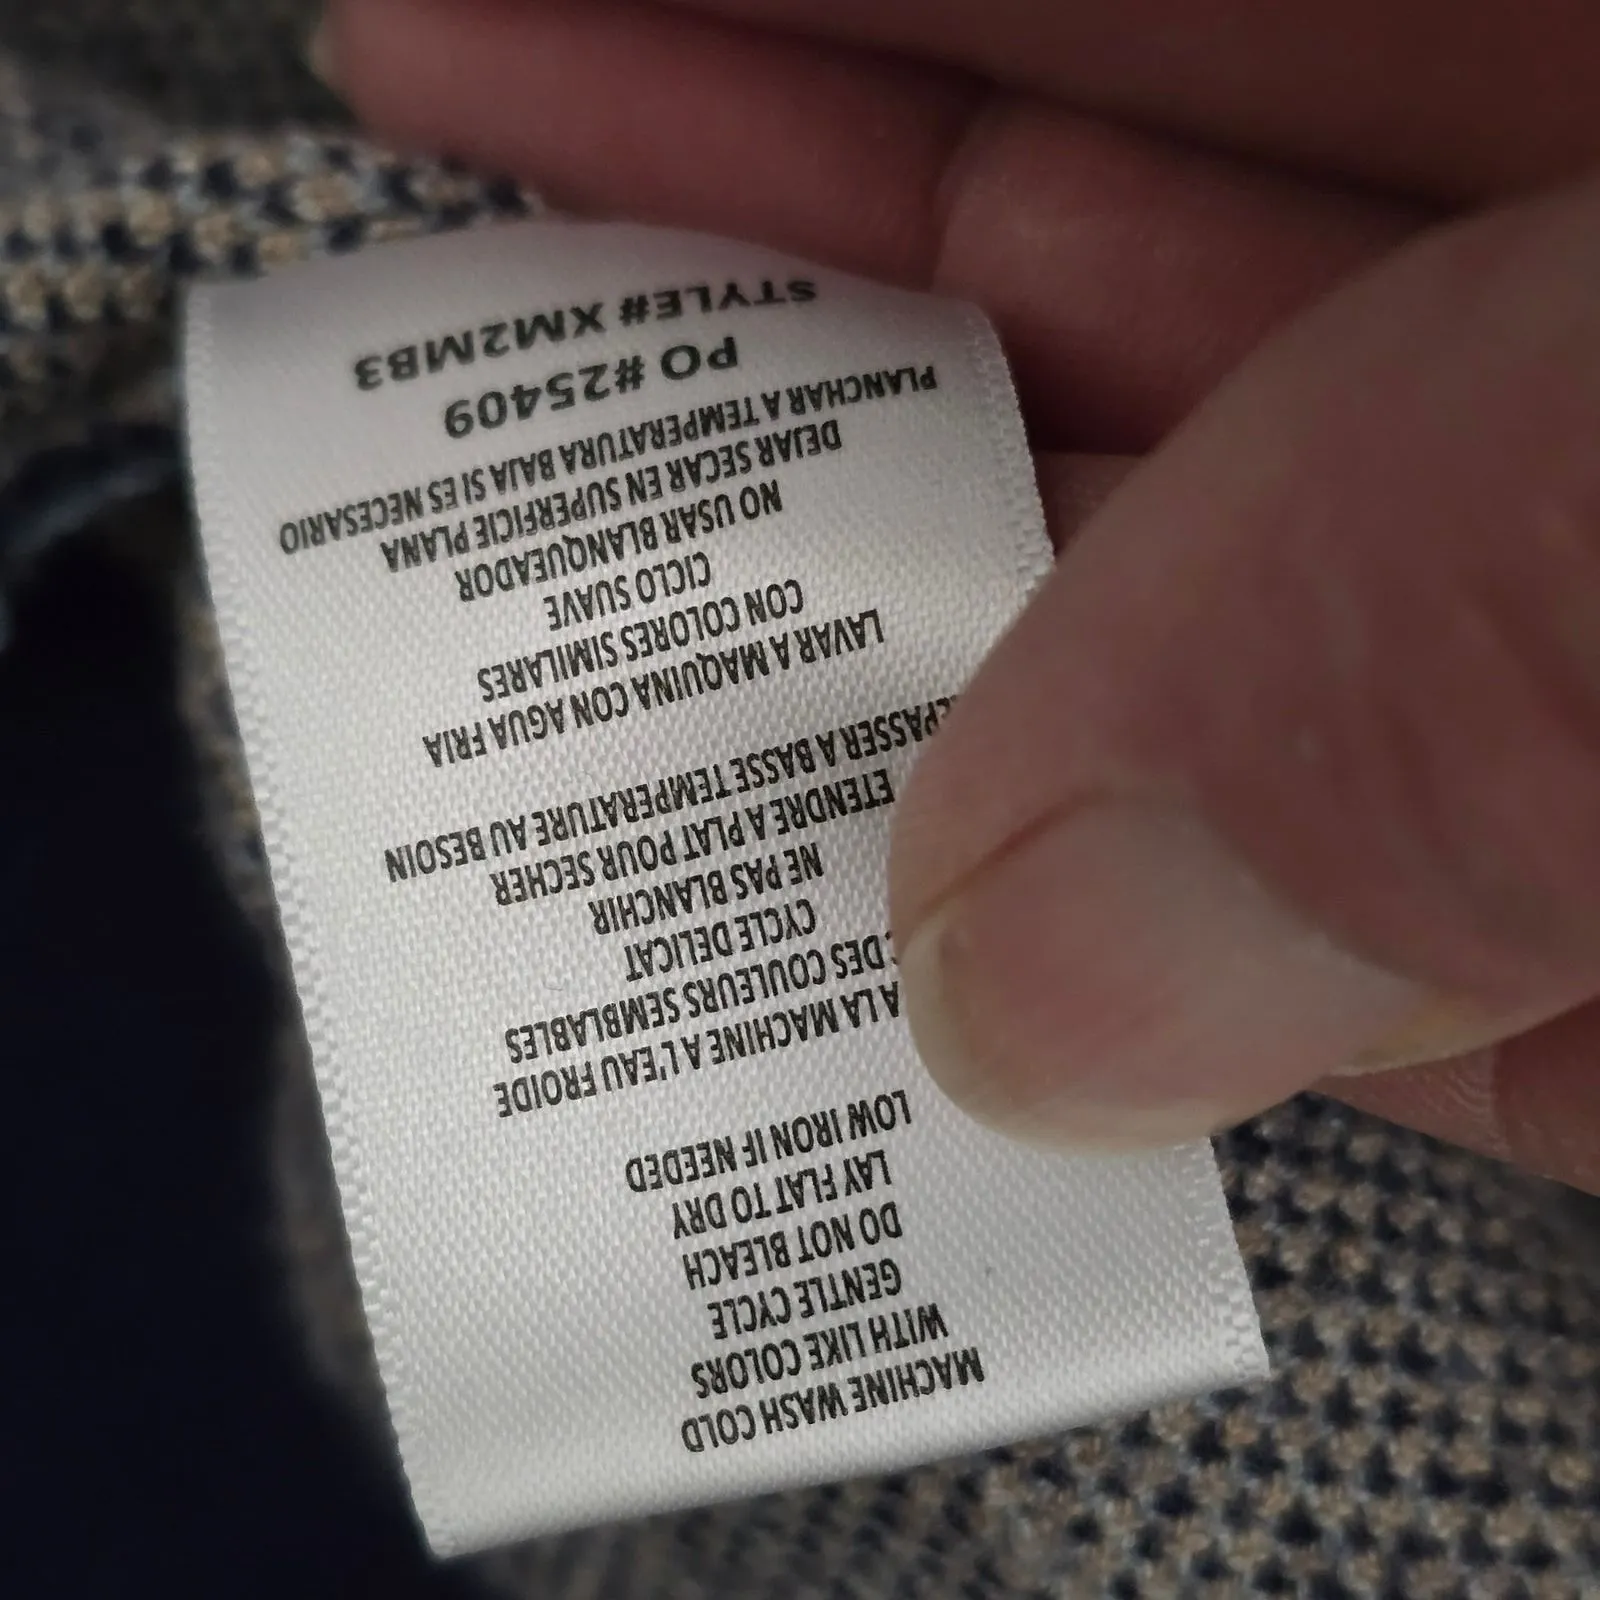 MACHINE WASH COLD
WITH LIKE COLORS
GENTLE CYCLE
DO NOT BLEACH
LAY FLAT TO DRY
LOW IRON IF NEEDED
A LA MACHINE A L'EAU FROIDE
DES COULEURS SEMBLABLES
CYCLE DELICAT
NE PAS BLANCHIR
ETENDRE A PLAT POUR SECHER
A BASSE TEMPERATURE AU BESOIN
LAVAR A MAQUINA CON AGUA FRIA
CON COLORES SIMILARES
CICLO SUAVE
NO USAR BLANQUEADOR
DEJAR SECAR EN SUPERFICIE PLANA
PLANCHAR A TEMPERATURA BAJA SI ES NECESARIO
PO #25409
STYLE# XM2MB3